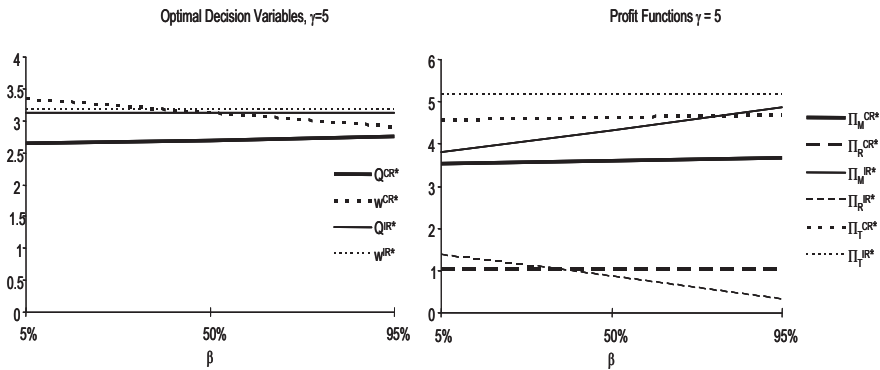 Optimal Decision Variables, γ=5
4
3.5
3
2.5
2
1.5
1
0.5
0
5%
50%
95%
β
Q^CR*
w^CR*
Q^IR*
w^IR*
Profit Functions γ = 5
6
5
4
3
2
1
0
5%
50%
95%
β
Π_M^CR*
Π_R^CR*
Π_M^IR*
Π_R^IR*
Π_T^CR*
Π_T^IR*